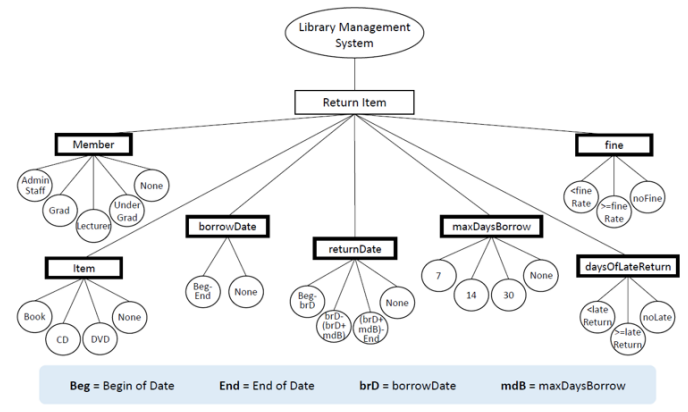 Library Management
System
Return Item
Member
fine
Admin
Staff
Grad
Lecturer
Under
Grad
None
<fine
Rate
>=fine
Rate
noFine
borrowDate
returnDate
maxDaysBorrow
Item
daysOfLateReturn
Book
CD
DVD
None
Beg-
End
None
Beg-
brD
brD-
(brD+
mdB)
(brD+
mdB)-
End
None
7
14
30
None
<late
Return
>=late
Return
noLate
Beg = Begin of Date End = End of Date brD = borrowDate mdB = maxDaysBorrow